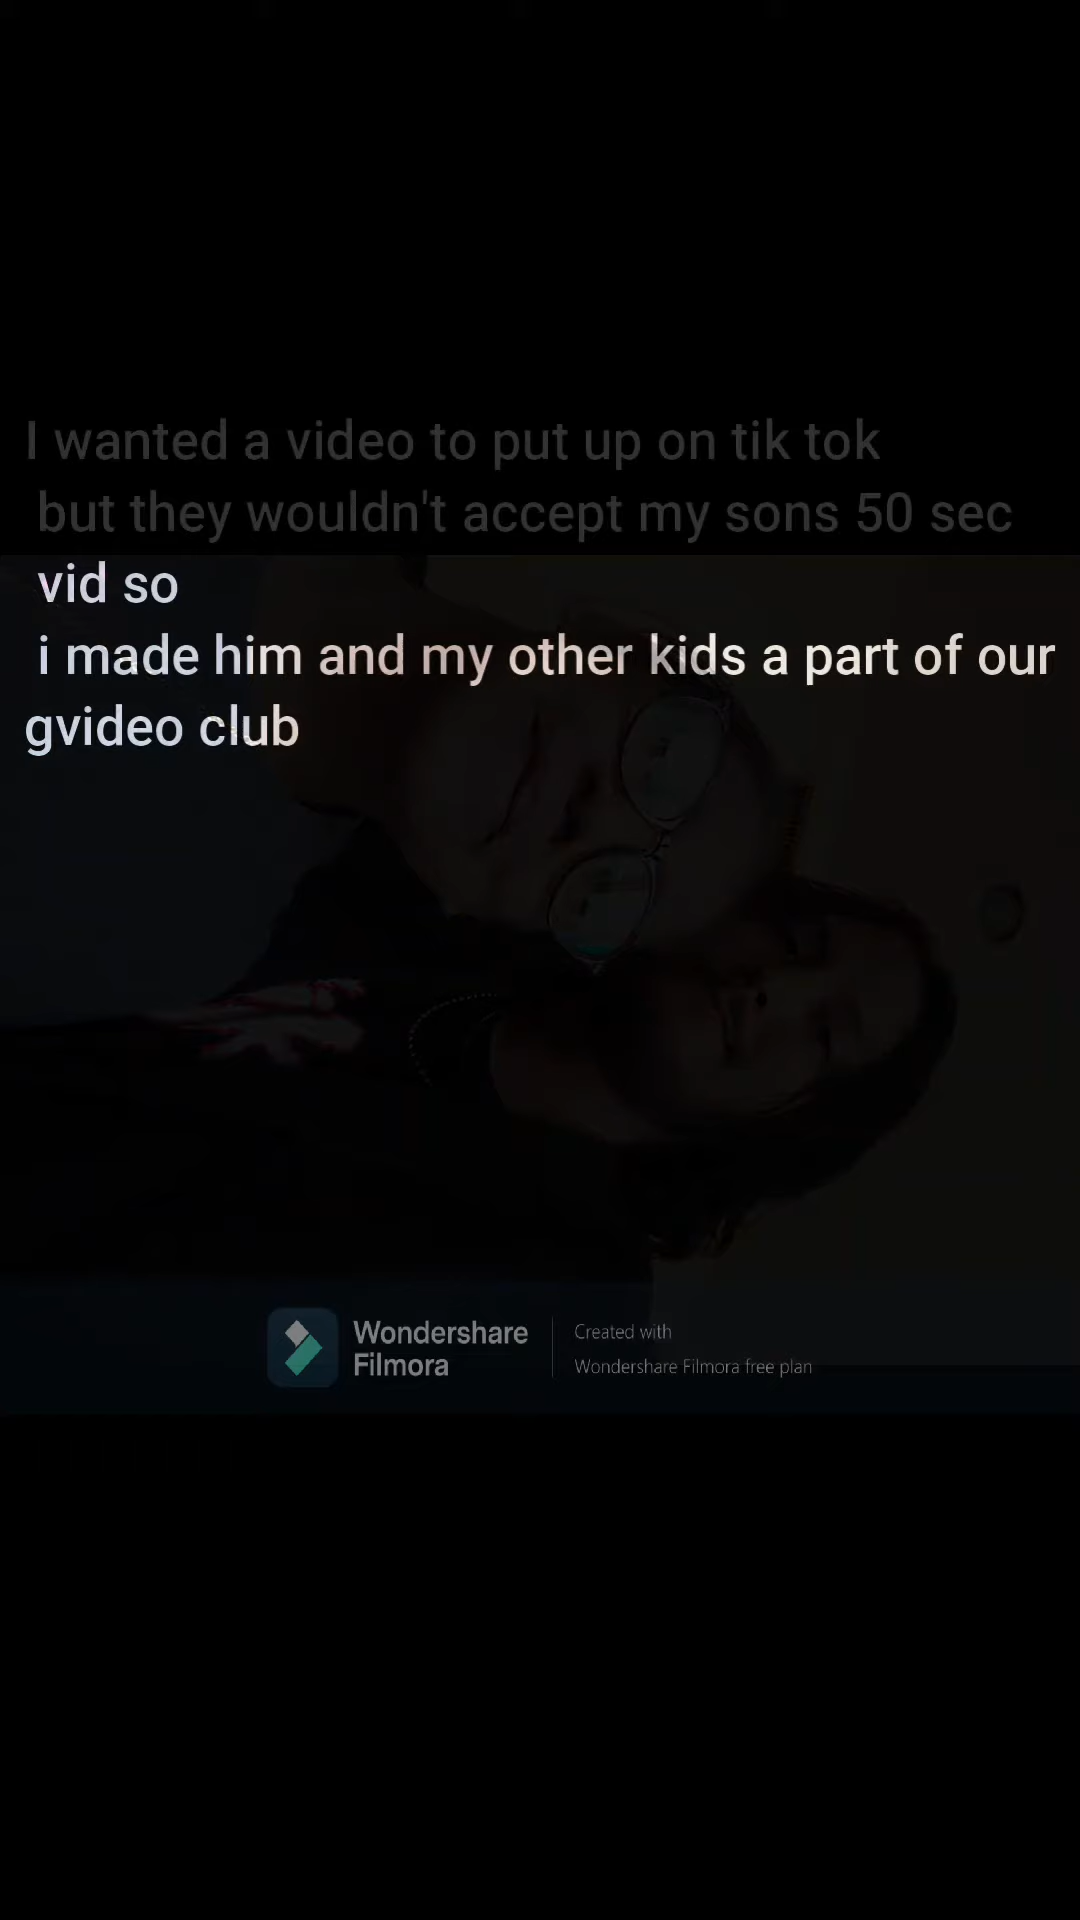 I wanted a video to put up on tik tok
but they wouldn't accept my sons 50 sec
vid so
i made him and my other kids a part of our
gvideo club
Wondershare
Filmora
Created with
Wondershare Filmora free plan